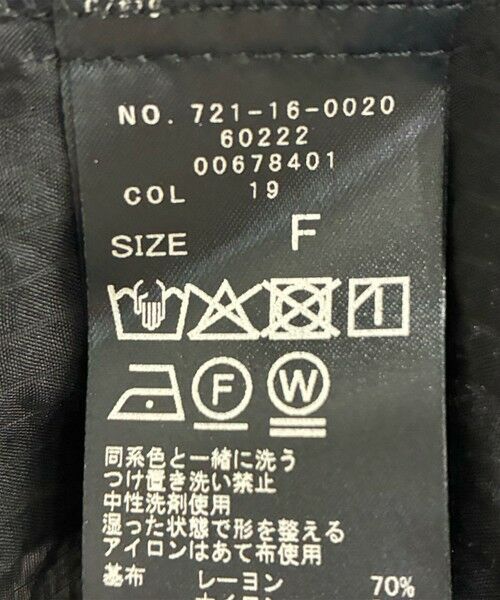 NO. 721-16-0020
60222
00678401
COL 19
SIZE F
F W
同系色と一緒に洗う
つけ置き洗い禁止
中性洗剤使用
湿った状態で形を整える
アイロンはあて布使用
基布 レーヨン 70%